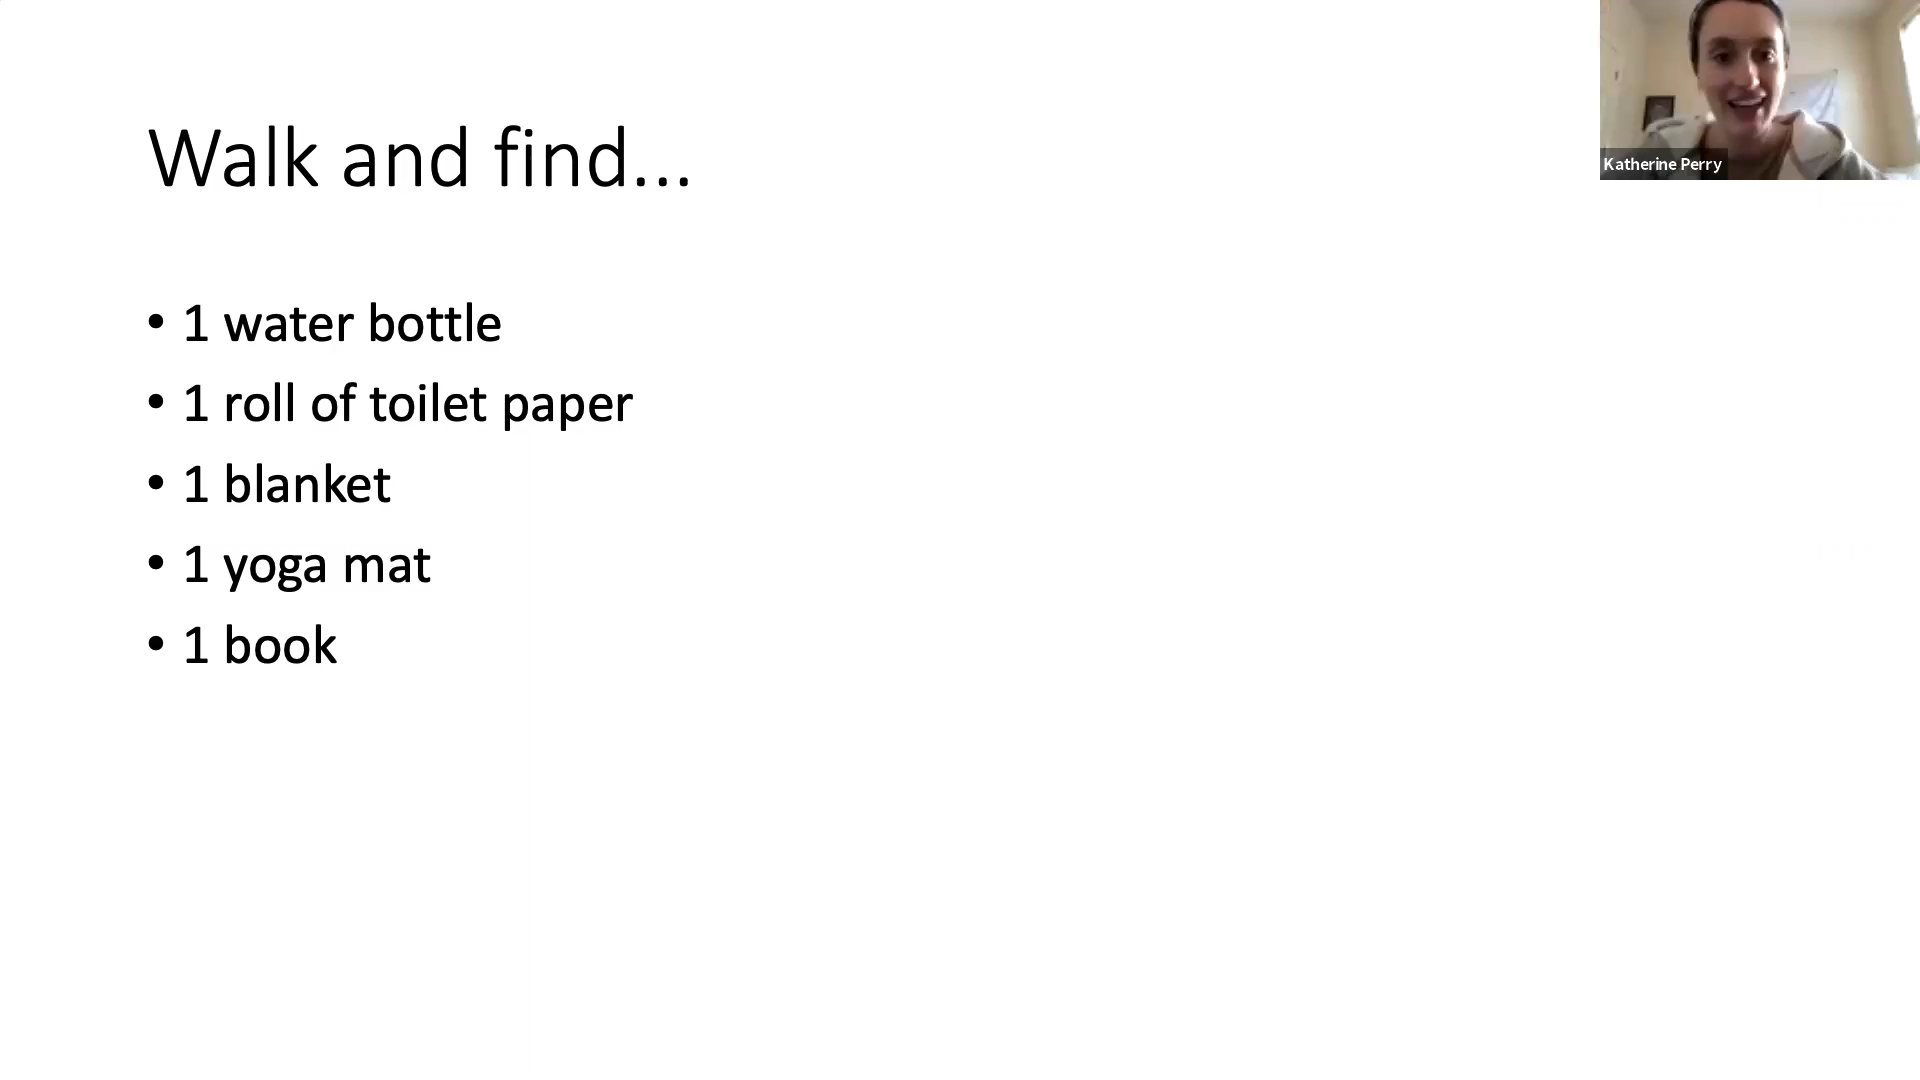 Walk and find...
• 1 water bottle
• 1 roll of toilet paper
• 1 blanket
• 1 yoga mat
• 1 book
Katherine Perry